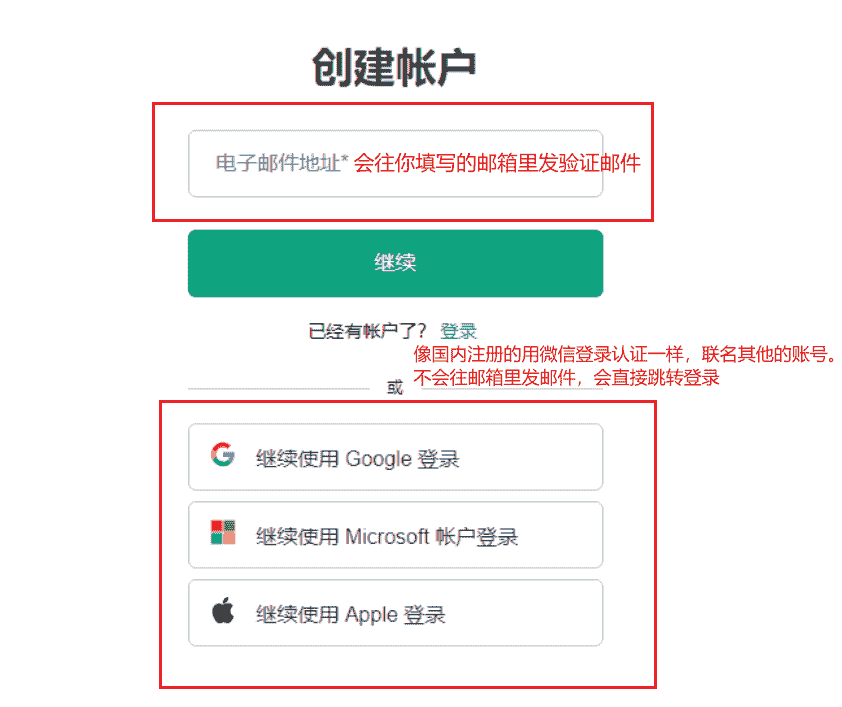 创建帐户
电子邮件地址* 会往你填写的邮箱里发验证邮件
继续
已经有帐户了? 登录
像国内注册的用微信登录认证一样，联名其他的账号。
不会往邮箱里发邮件，会直接跳转登录
或
继续使用 Google 登录
继续使用 Microsoft 帐户登录
继续使用 Apple 登录